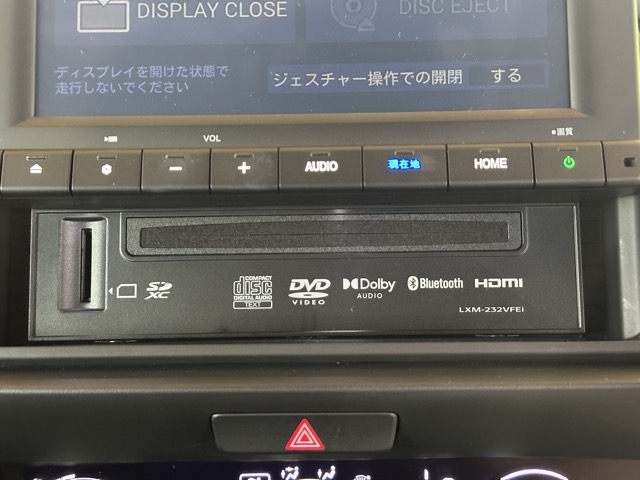 DISPLAY CLOSE
DISC EJECT
ディスプレイを開けた状態で
走行しないでください
ジェスチャー操作での開閉 する
VOL
画質
AUDIO 現在地 HOME
SD XC
COMPACT disc DIGITAL AUDIO TEXT
DVD VIDEO
Dolby AUDIO
Bluetooth
HDMI
LXM-232VFEi